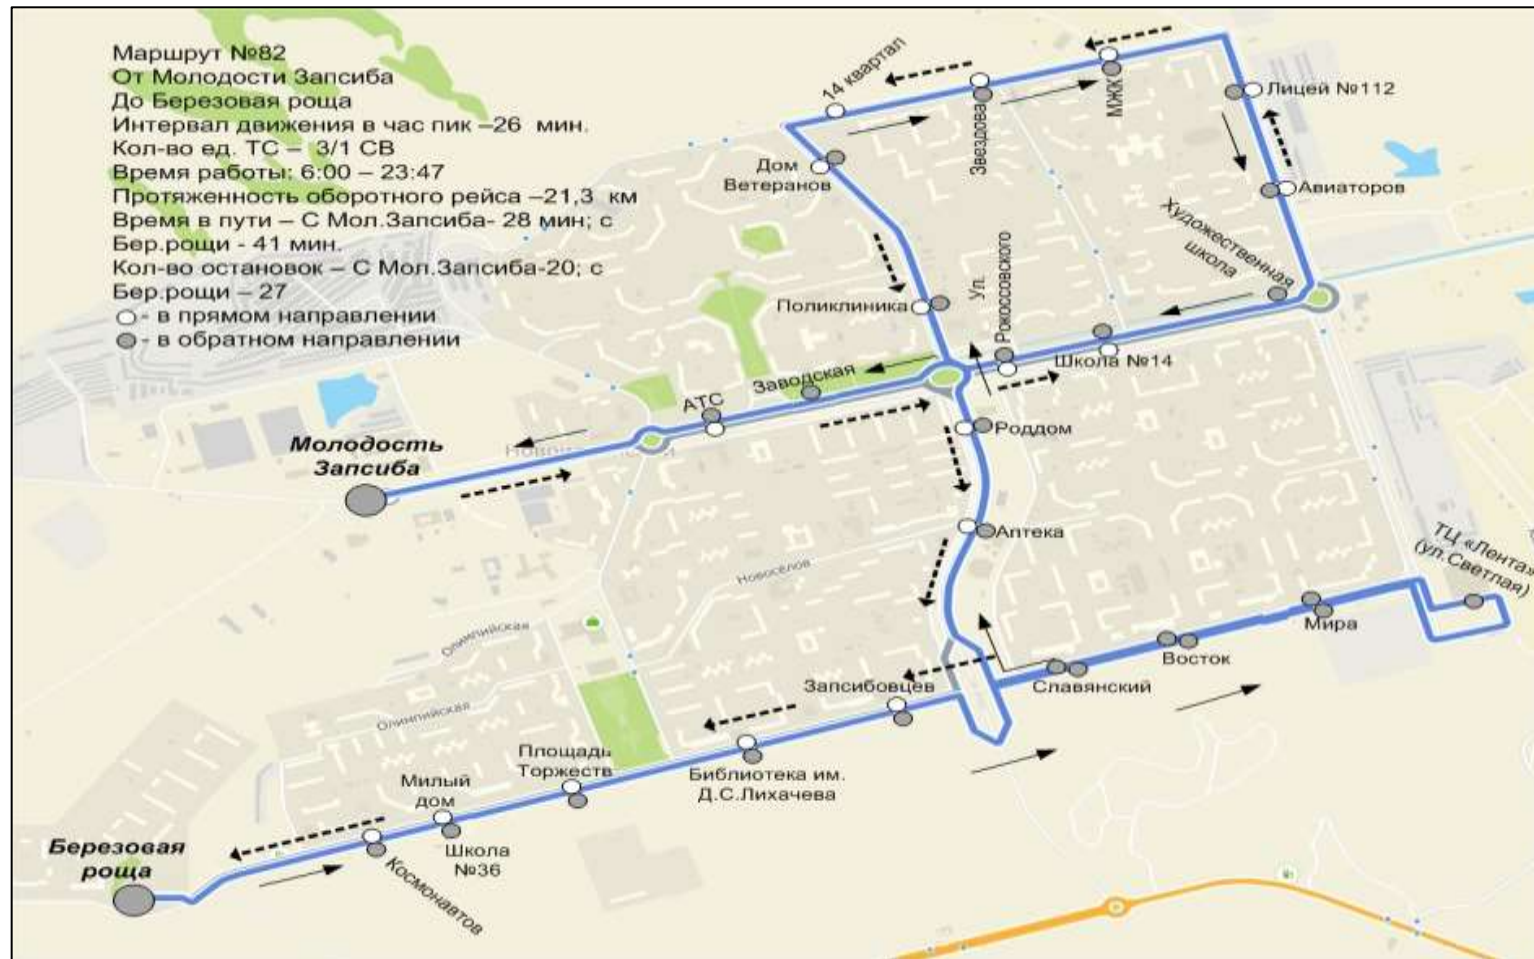 Маршрут №82
От Молодости Запсиба
До Березовая роща
Интервал движения в час пик –26 мин.
Кол-во ед. ТС – 3/1 СВ
Время работы: 6:00 – 23:47
Протяженность оборотного рейса –21,3 км
Время в пути – С Мол.Запсиба- 28 мин; с
Бер.рощи - 41 мин.
Кол-во остановок – С Мол.Запсиба-20; с
Бер.рощи – 27
- в прямом направлении
- в обратном направлении
14 квартал
Звездова
МЖК
Лицей №112
Дом
Ветеранов
Авиаторов
Художественная
школа
Поликлиника
Ул.
Рокоссовского
Школа №14
Заводская
АТС
Молодость
Запсиба
Роддом
Аптека
Новосёлов
ТЦ «Лента»
(ул.Светлая)
Мира
Восток
Славянский
Олимпийская
Олимпийская
Запсибовцев
Библиотека им.
Д.С.Лихачева
Площадь
Торжеств
Милый
дом
Школа
№36
Космонавтов
Березовая
роща